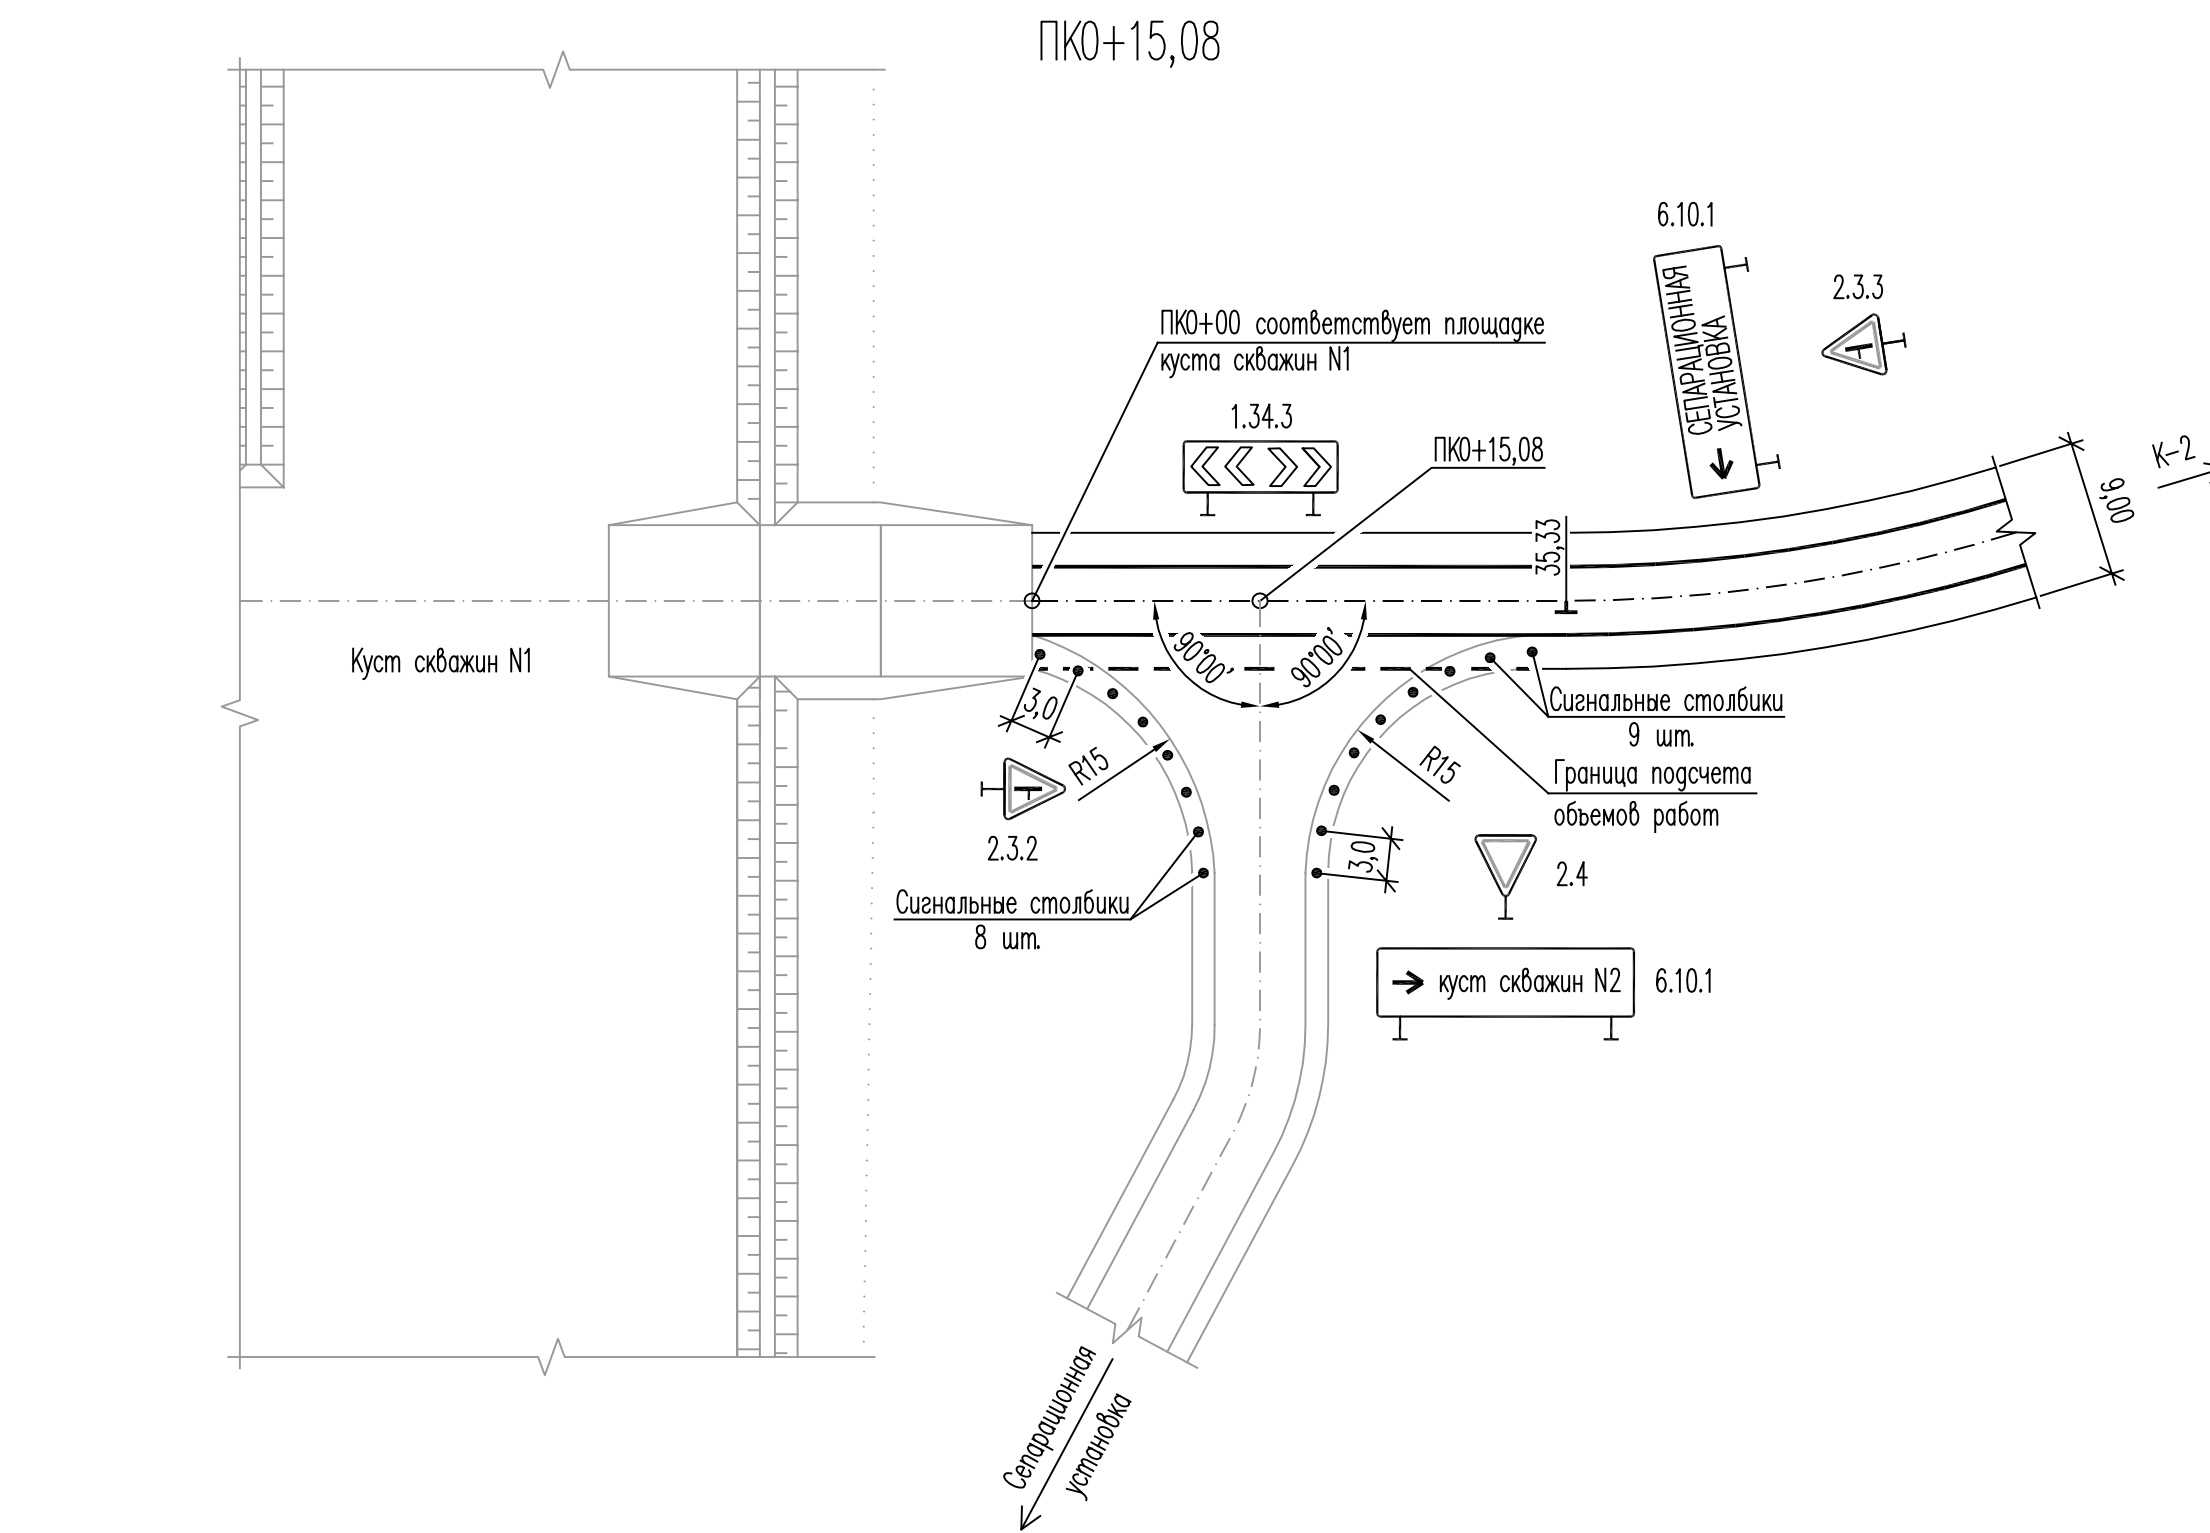 ПК0+15,08
6.10.1
СЕПАРАЦИОННАЯ
УСТАНОВКА
2.3.3
ПК0+00 соответствует площадке
куста скважин N1
1.34.3
ПК0+15,08
К-2
9,00
35,33
Куст скважин N1
90°00'
90°00'
3,0
Сигнальные столбики
9 шт.
R15
R15
Граница подсчета
объемов работ
2.3.2
3,0
2.4
Сигнальные столбики
8 шт.
куст скважин N2
6.10.1
Сепарационная
установка